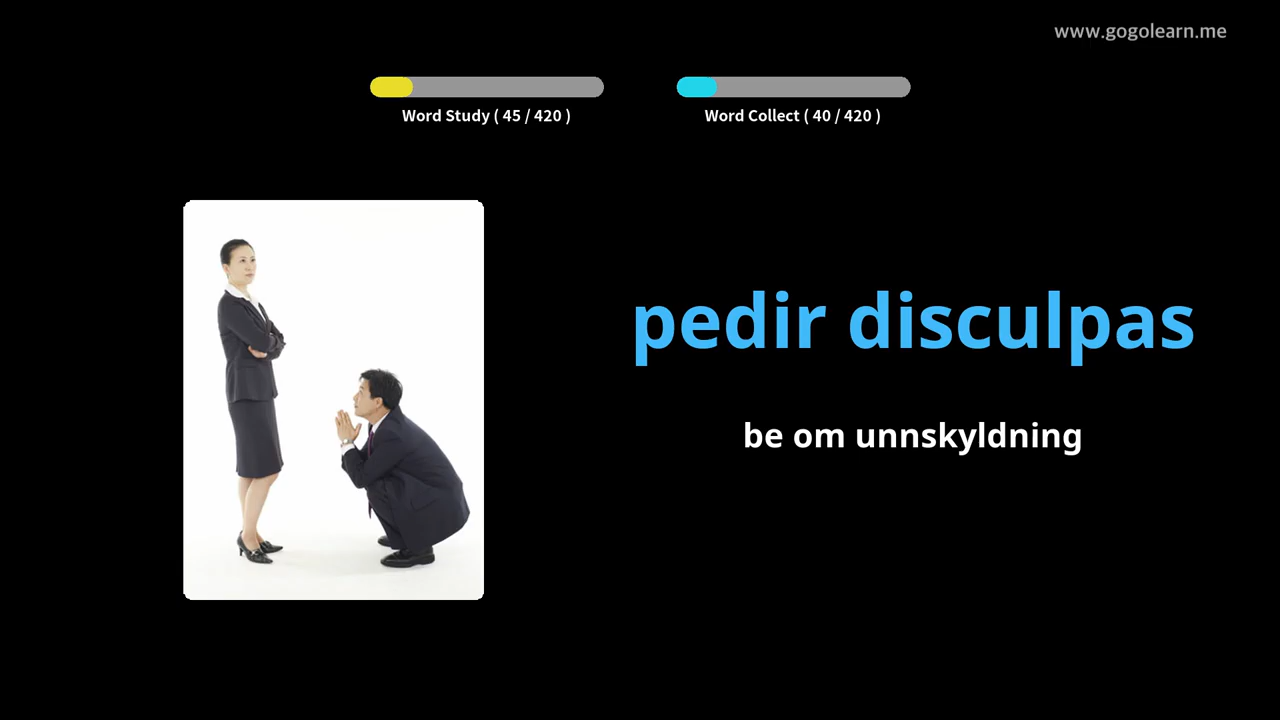 www.gogolearn.me
Word Study ( 45 / 420 )
Word Collect ( 40 / 420 )
pedir disculpas
be om unnskyldning